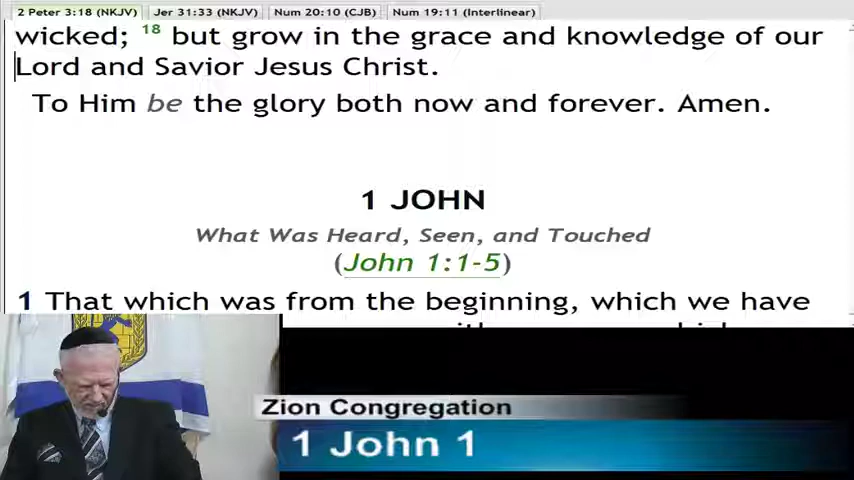 2 Peter 3:18 (NKJV) Jer 31:33 (NKJV) Num 20:10 (CJB) Num 19:11 (Interlinear)
wicked; 18 but grow in the grace and knowledge of our
Lord and Savior Jesus Christ.
To Him be the glory both now and forever. Amen.
1 JOHN
What Was Heard, Seen, and Touched
(John 1:1-5)
1 That which was from the beginning, which we have
Zion Congregation
1 John 1